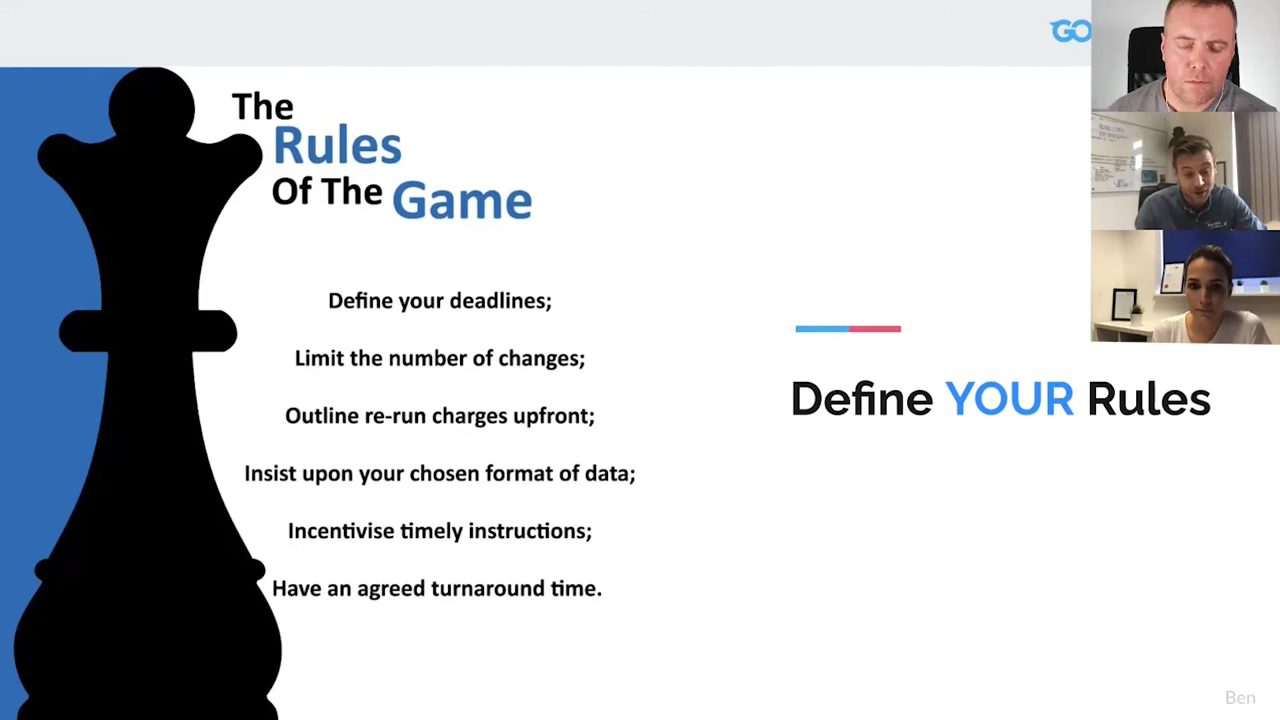 GO
The
Rules
Of The Game
Define your deadlines;
Limit the number of changes;
Outline re-run charges upfront;
Insist upon your chosen format of data;
Incentivise timely instructions;
Have an agreed turnaround time.
Define YOUR Rules
Ben